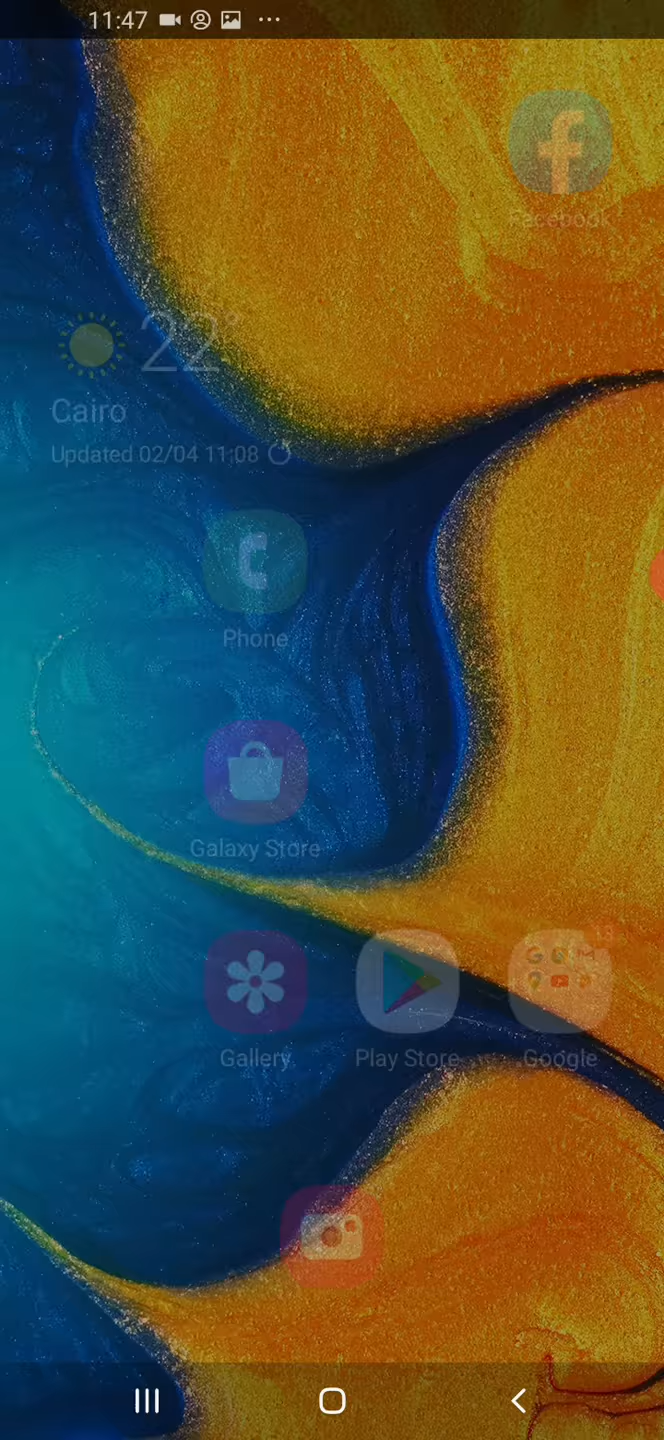 11:47
Facebook
22°
Cairo
Updated 02/04 11:08
Phone
Galaxy Store
Gallery
Play Store
Google